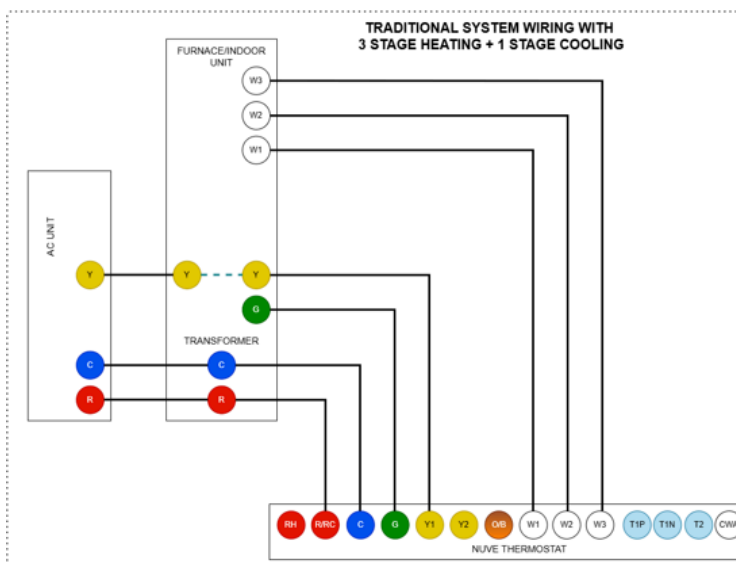 TRADITIONAL SYSTEM WIRING WITH
3 STAGE HEATING + 1 STAGE COOLING
FURNACE/INDOOR
UNIT
W3
W2
W1
AC UNIT
Y Y Y
G
TRANSFORMER
C C
R R
RH R/RC C G Y1 Y2 O/B W1 W2 W3 T1P T1N T2 CWA
NUVE THERMOSTAT